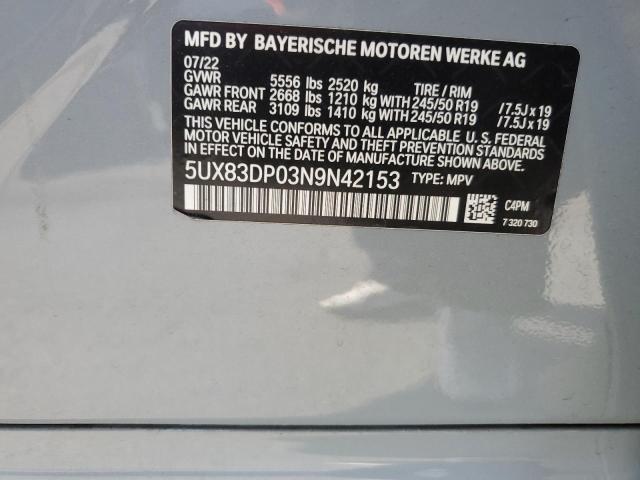 MFD BY BAYERISCHE MOTOREN WERKE AG
07/22
GVWR 5556 lbs 2520 kg TIRE / RIM
GAWR FRONT 2668 lbs 1210 kg WITH 245/50 R19 /7.5J x 19
GAWR REAR 3109 lbs 1410 kg WITH 245/50 R19 /7.5J x 19
THIS VEHICLE CONFORMS TO ALL APPLICABLE U. S. FEDERAL
MOTOR VEHICLE SAFETY AND THEFT PREVENTION STANDARDS
IN EFFECT ON THE DATE OF MANUFACTURE SHOWN ABOVE.
5UX83DP03N9N42153 TYPE: MPV
C4PM
7 320 730